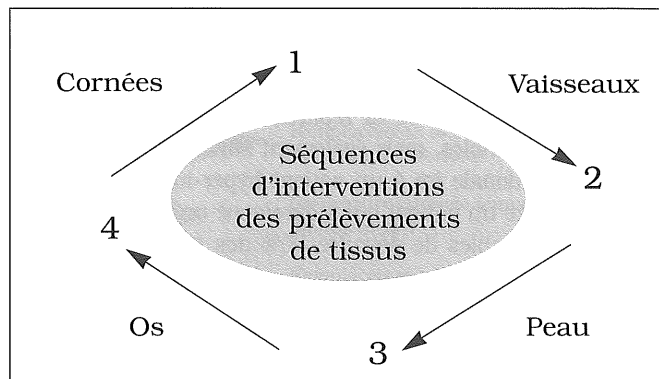 Cornées
1
Vaisseaux
Séquences
d'interventions
des prélèvements
de tissus
2
4
Os
3
Peau